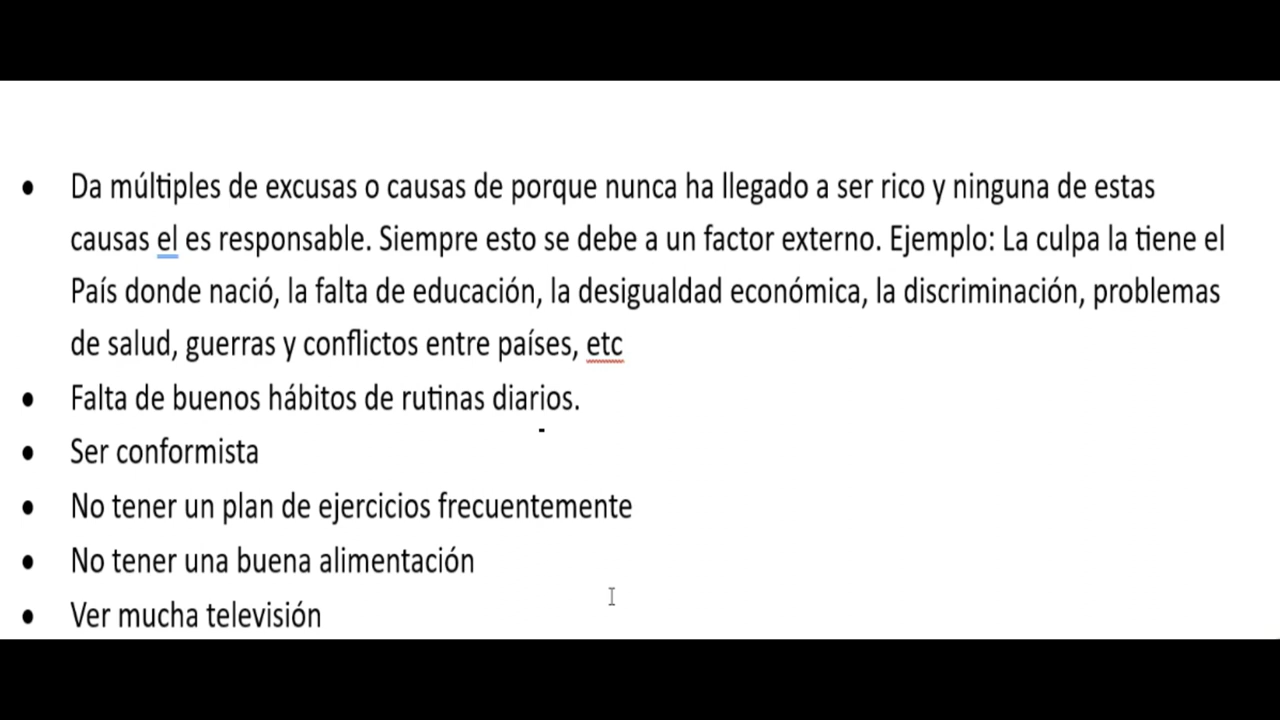 • Da múltiples de excusas o causas de porque nunca ha llegado a ser rico y ninguna de estas
causas el es responsable. Siempre esto se debe a un factor externo. Ejemplo: La culpa la tiene el
País donde nació, la falta de educación, la desigualdad económica, la discriminación, problemas
de salud, guerras y conflictos entre países, etc
• Falta de buenos hábitos de rutinas diarios.
• Ser conformista
• No tener un plan de ejercicios frecuentemente
• No tener una buena alimentación
• Ver mucha televisión